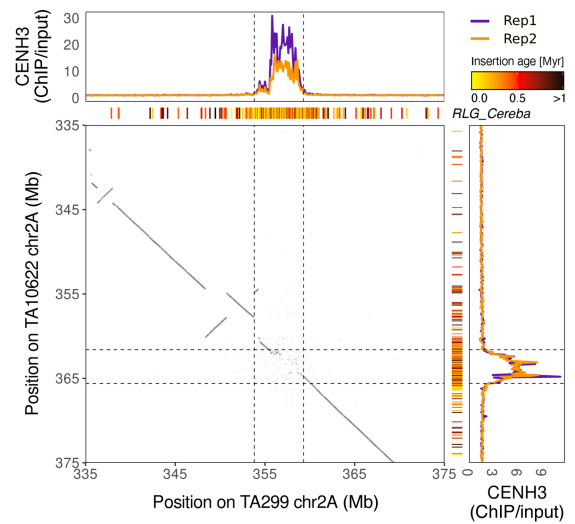 CENH3
(ChIP/input)
30
20
10
0
Rep1
Rep2
Insertion age [Myr]
0.0 0.5 >1
RLG_Cereba
Position on TA10622 chr2A (Mb)
335
345
355
365
375
335 345 355 365 375
Position on TA299 chr2A (Mb)
0 3 9 6
CENH3
(ChIP/input)